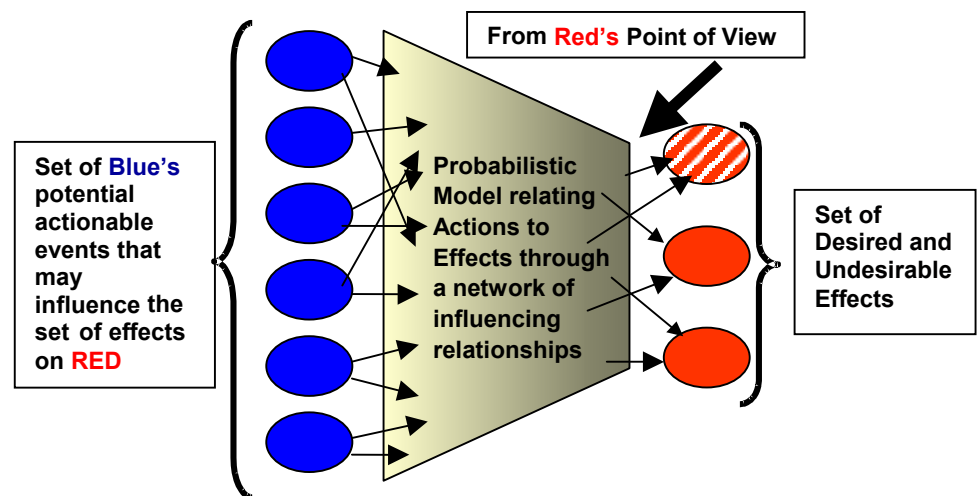 From Red's Point of View
Set of Blue's
potential
actionable
events that
may
influence the
set of effects
on RED
Probabilistic
Model relating
Actions to
Effects through
a network of
influencing
relationships
Set of
Desired and
Undesirable
Effects